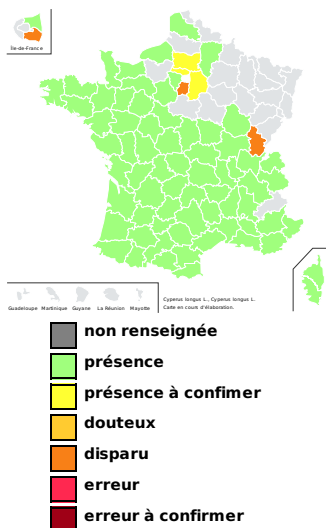 Île-de-France
Guadeloupe Martinique Guyane La Réunion Mayotte
Cyperus longus L., Cyperus longus L.
Carte en cours d'élaboration.
non renseignée
présence
présence à confimer
douteux
disparu
erreur
erreur à confirmer